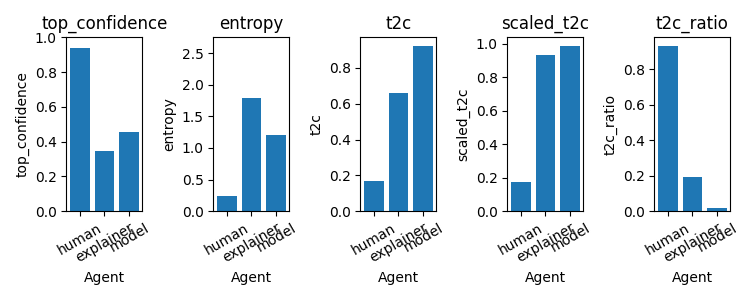 top_confidence
entropy
t2c
scaled_t2c
t2c_ratio
top_confidence
1.0
0.8
0.6
0.4
0.2
0.0
human
explainer
model
Agent
entropy
2.5
2.0
1.5
1.0
0.5
0.0
human
explainer
model
Agent
t2c
0.8
0.6
0.4
0.2
0.0
human
explainer
model
Agent
scaled_t2c
1.0
0.8
0.6
0.4
0.2
0.0
human
explainer
model
Agent
t2c_ratio
0.8
0.6
0.4
0.2
0.0
human
explainer
model
Agent